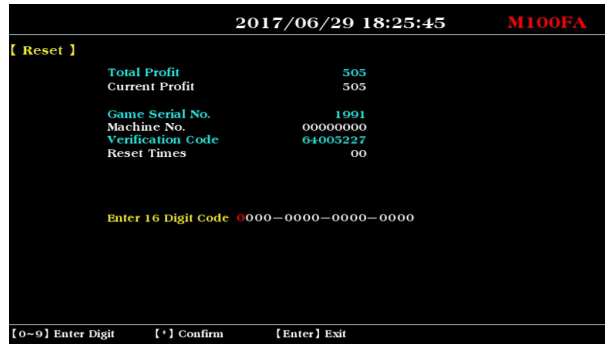 2017/06/29 18:25:45 M100FA
【 Reset 】
Total Profit 505
Current Profit 505
Game Serial No. 1991
Machine No. 00000000
Verification Code 64005227
Reset Times 00
Enter 16 Digit Code 0000-0000-0000-0000
【0~9】Enter Digit 【*】Confirm 【Enter】Exit